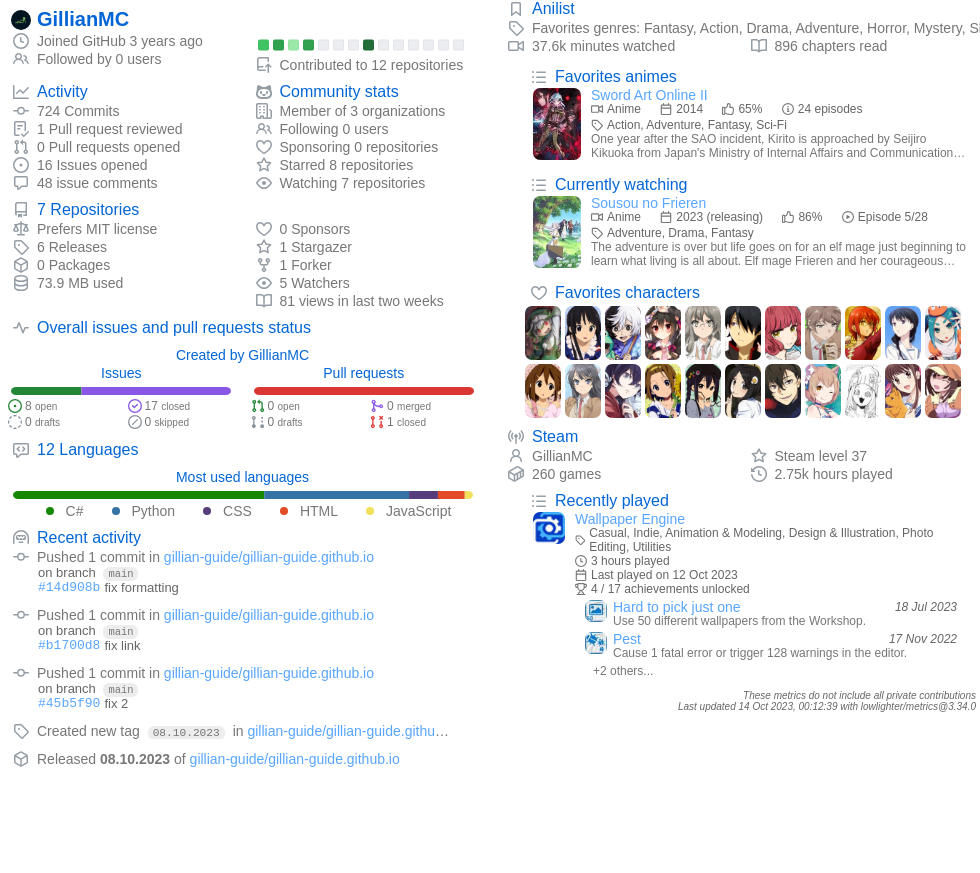 GillianMC
Joined GitHub 3 years ago
Followed by 0 users
Contributed to 12 repositories
Activity
724 Commits
1 Pull request reviewed
0 Pull requests opened
16 Issues opened
48 issue comments
Community stats
Member of 3 organizations
Following 0 users
Sponsoring 0 repositories
Starred 8 repositories
Watching 7 repositories
7 Repositories
Prefers MIT license
6 Releases
0 Packages
73.9 MB used
0 Sponsors
1 Stargazer
1 Forker
5 Watchers
81 views in last two weeks
Overall issues and pull requests status
Created by GillianMC
Issues
8 open
17 closed
0 drafts
0 skipped
Pull requests
0 open
0 merged
0 drafts
1 closed
12 Languages
Most used languages
C# Python CSS HTML JavaScript
Recent activity
Pushed 1 commit in gillian-guide/gillian-guide.github.io
on branch main
#14d908b fix formatting
Pushed 1 commit in gillian-guide/gillian-guide.github.io
on branch main
#b1700d8 fix link
Pushed 1 commit in gillian-guide/gillian-guide.github.io
on branch main
#45b5f90 fix 2
Created new tag 08.10.2023 in gillian-guide/gillian-guide.githu…
Released 08.10.2023 of gillian-guide/gillian-guide.github.io
Anilist
Favorites genres: Fantasy, Action, Drama, Adventure, Horror, Mystery, Sl
37.6k minutes watched
896 chapters read
Favorites animes
Sword Art Online II
Anime 2014 65% 24 episodes
Action, Adventure, Fantasy, Sci-Fi
One year after the SAO incident, Kirito is approached by Seijiro
Kikuoka from Japan's Ministry of Internal Affairs and Communication…
Currently watching
Sousou no Frieren
Anime 2023 (releasing) 86% Episode 5/28
Adventure, Drama, Fantasy
The adventure is over but life goes on for an elf mage just beginning to
learn what living is all about. Elf mage Frieren and her courageous…
Favorites characters
Steam
GillianMC
Steam level 37
260 games
2.75k hours played
Recently played
Wallpaper Engine
Casual, Indie, Animation & Modeling, Design & Illustration, Photo
Editing, Utilities
3 hours played
Last played on 12 Oct 2023
4 / 17 achievements unlocked
Hard to pick just one 18 Jul 2023
Use 50 different wallpapers from the Workshop.
Pest 17 Nov 2022
Cause 1 fatal error or trigger 128 warnings in the editor.
+2 others...
These metrics do not include all private contributions
Last updated 14 Oct 2023, 00:12:39 with lowlighter/metrics@3.34.0